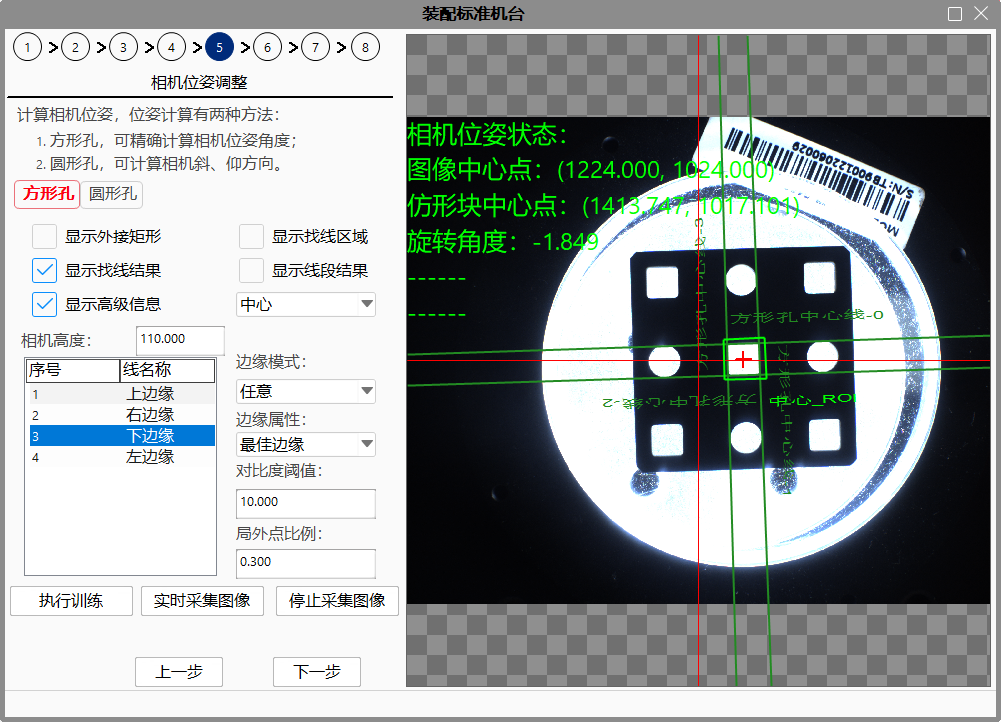 装配标准机台
1 > 2 > 3 > 4 > 5 > 6 > 7 > 8
相机位姿调整
计算相机位姿，位姿计算有两种方法：
1. 方形孔，可精确计算相机位姿角度；
2. 圆形孔，可计算相机斜、仰方向。
方形孔 圆形孔
显示外接矩形 显示找线区域
显示找线结果 显示线段结果
显示高级信息 中心
相机高度： 110.000
序号 线名称
1 上边缘
2 右边缘
3 下边缘
4 左边缘
边缘模式：
任意
边缘属性：
最佳边缘
对比度阈值：
10.000
局外点比例：
0.300
执行训练 实时采集图像 停止采集图像
上一步 下一步
相机位姿状态：
图像中心点：(1224.000, 1024.000)
仿形块中心点：(1413.747, 1017.101)
旋转角度：-1.849
------
------
S/N:TB9001222060029
方形孔中心线-0
方形孔中心线-2
中心_ROI